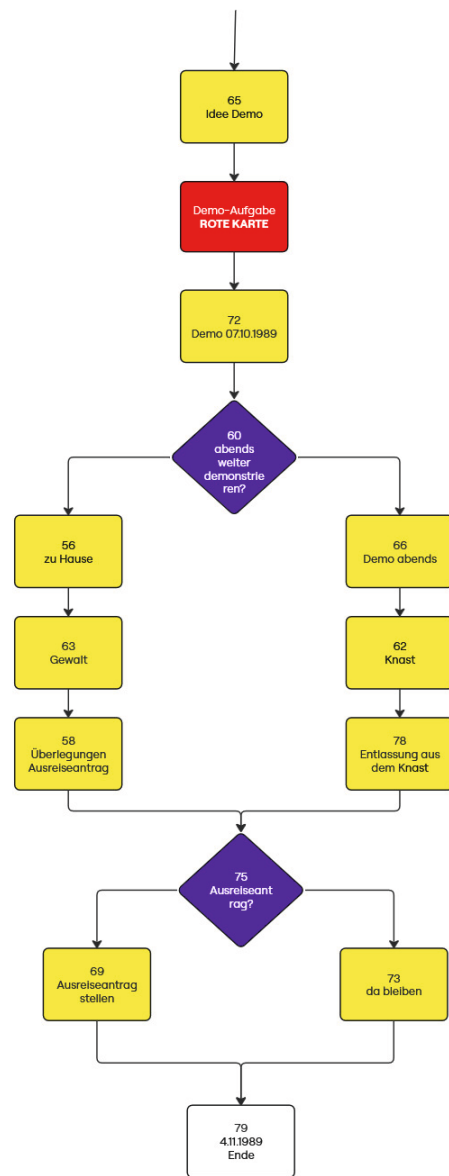 65
Idee Demo
Demo-Aufgabe
ROTE KARTE
72
Demo 07.10.1989
60
abends
weiter
demonstrie
ren?
56
zu Hause
66
Demo abends
63
Gewalt
62
Knast
58
Überlegungen
Ausreiseantrag
78
Entlassung aus
dem Knast
75
Ausreiseant
rag?
69
Ausreiseantrag
stellen
73
da bleiben
79
4.11.1989
Ende